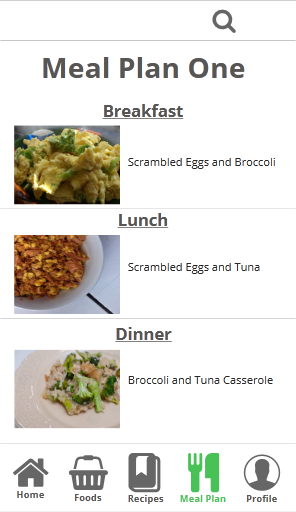 Meal Plan One
Breakfast
Scrambled Eggs and Broccoli
Lunch
Scrambled Eggs and Tuna
Dinner
Broccoli and Tuna Casserole
Home
Foods
Recipes
Meal Plan
Profile